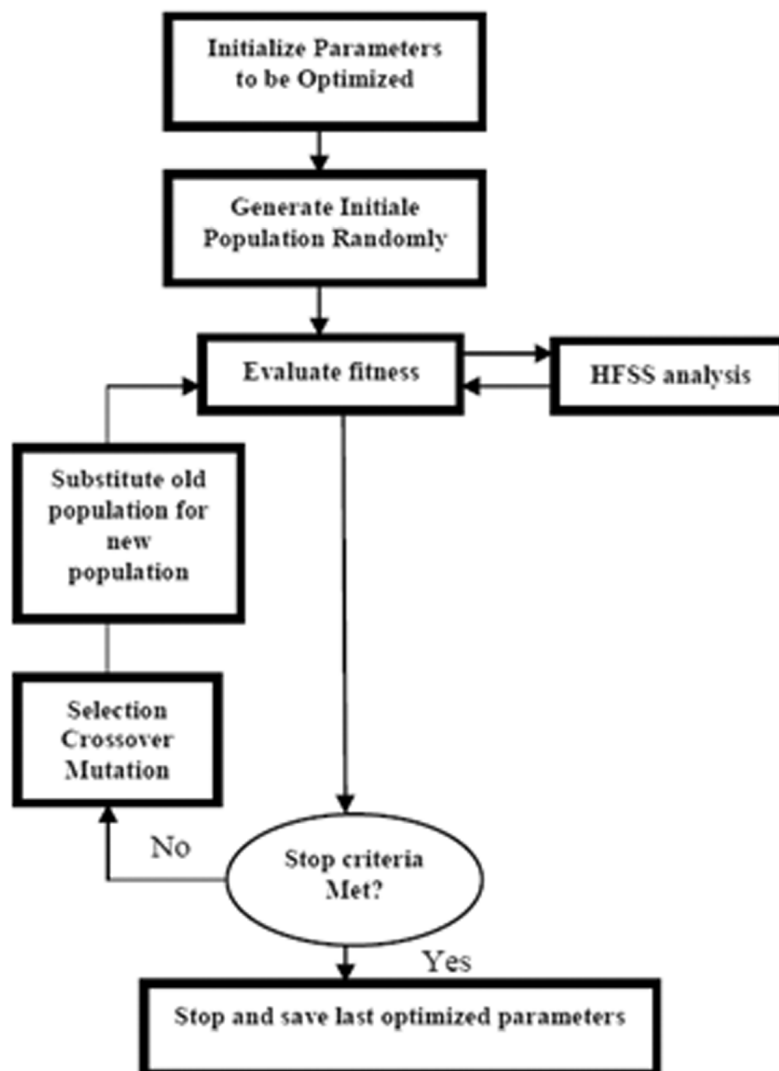 Initialize Parameters
to be Optimized
Generate Initiale
Population Randomly
Evaluate fitness
HFSS analysis
Substitute old
population for
new
population
Selection
Crossover
Mutation
No
Stop criteria
Met?
Yes
Stop and save last optimized parameters